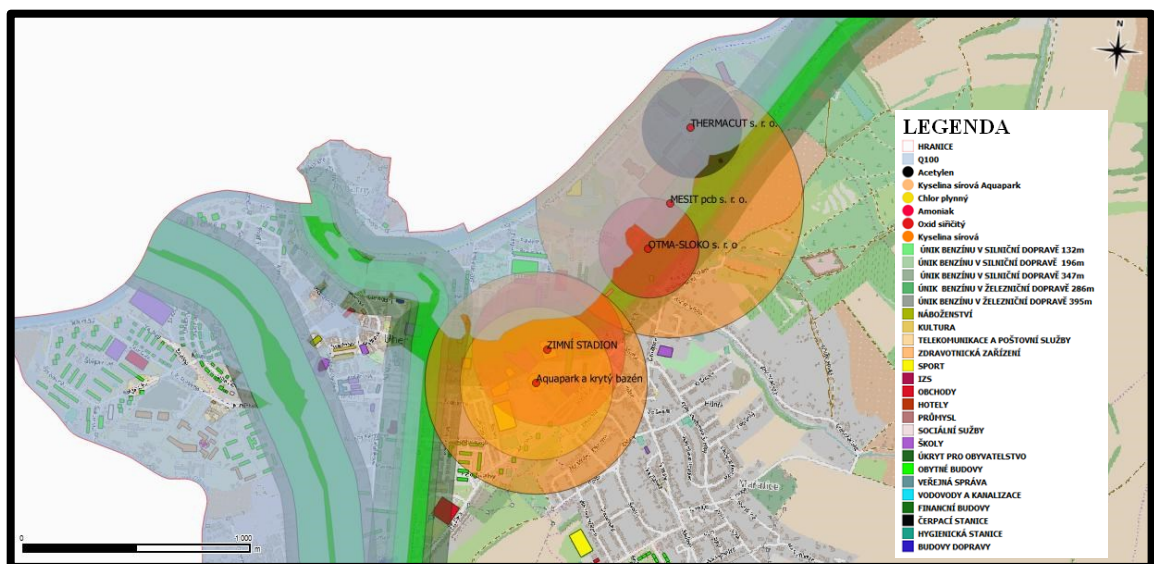 N
THERMACUT s. r. o.
MESIT pcb s. r. o.
OTMA-SLOKO s. r. o
ZIMNÍ STADION
Aquapark a krytý bazén
Mařatice
0
1 000
m
LEGENDA
HRANICE
Q100
Acetylen
Kyselina sírová Aquapark
Chlor plynný
Amoniak
Oxid siřičitý
Kyselina sírová
ÚNIK BENZÍNU V SILNIČNÍ DOPRAVĚ 132m
ÚNIK BENZÍNU V SILNIČNÍ DOPRAVĚ 196m
ÚNIK BENZÍNU V SILNIČNÍ DOPRAVĚ 347m
ÚNIK BENZÍNU V ŽELEZNIČNÍ DOPRAVĚ 286m
ÚNIK BENZÍNU V ŽELEZNIČNÍ DOPRAVĚ 395m
NÁBOŽENSTVÍ
KULTURA
TELEKOMUNIKACE A POŠTOVNÍ SLUŽBY
ZDRAVOTNICKÁ ZAŘÍZENÍ
SPORT
IZS
OBCHODY
HOTELY
PRŮMYSL
SOCIÁLNÍ SUŽBY
ŠKOLY
ÚKRYT PRO OBYVATELSTVO
OBYTNÉ BUDOVY
VEŘEJNÁ SPRÁVA
VODOVODY A KANALIZACE
FINANCNÍ BUDOVY
ČERPACÍ STANICE
HYGIENICKÁ STANICE
BUDOVY DOPRAVY